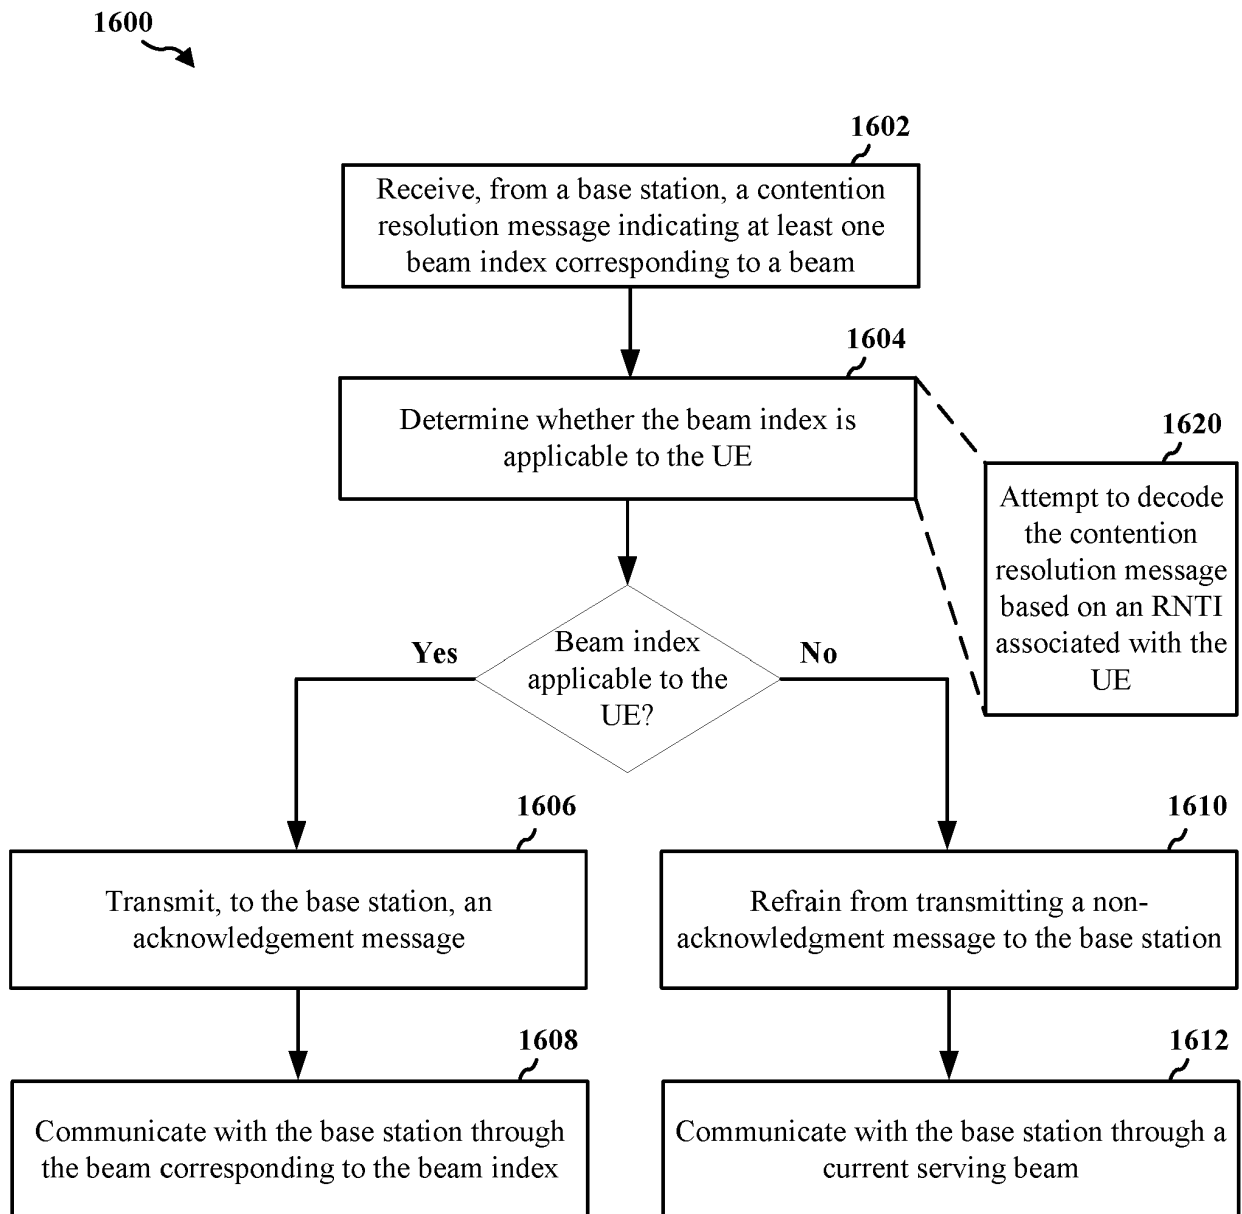 1600
1602
Receive, from a base station, a contention
resolution message indicating at least one
beam index corresponding to a beam
1604
Determine whether the beam index is
applicable to the UE
1620
Attempt to decode
the contention
resolution message
based on an RNTI
associated with the
UE
Beam index
applicable to the
UE?
Yes
No
1606
Transmit, to the base station, an
acknowledgement message
1610
Refrain from transmitting a non-
acknowledgment message to the base station
1608
Communicate with the base station through
the beam corresponding to the beam index
1612
Communicate with the base station through a
current serving beam